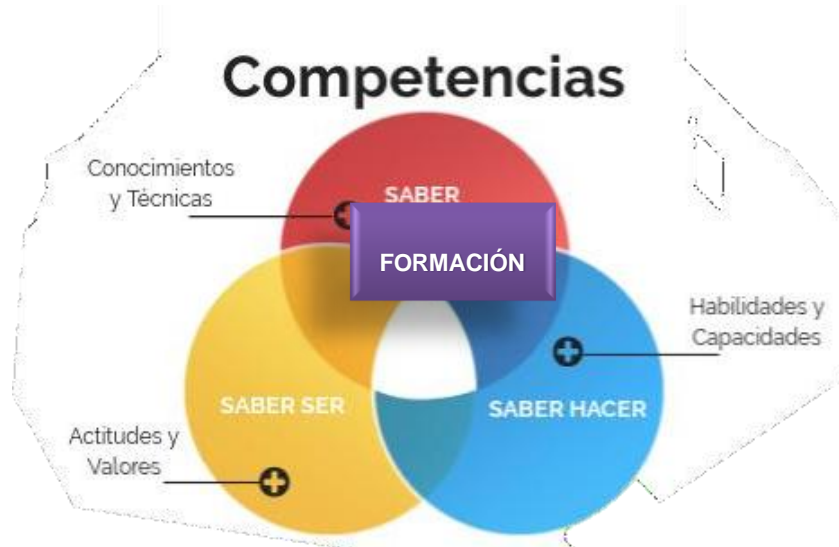 Competencias
Conocimientos
y Técnicas
SABER
FORMACIÓN
Habilidades y
Capacidades
SABER SER
SABER HACER
Actitudes y
Valores